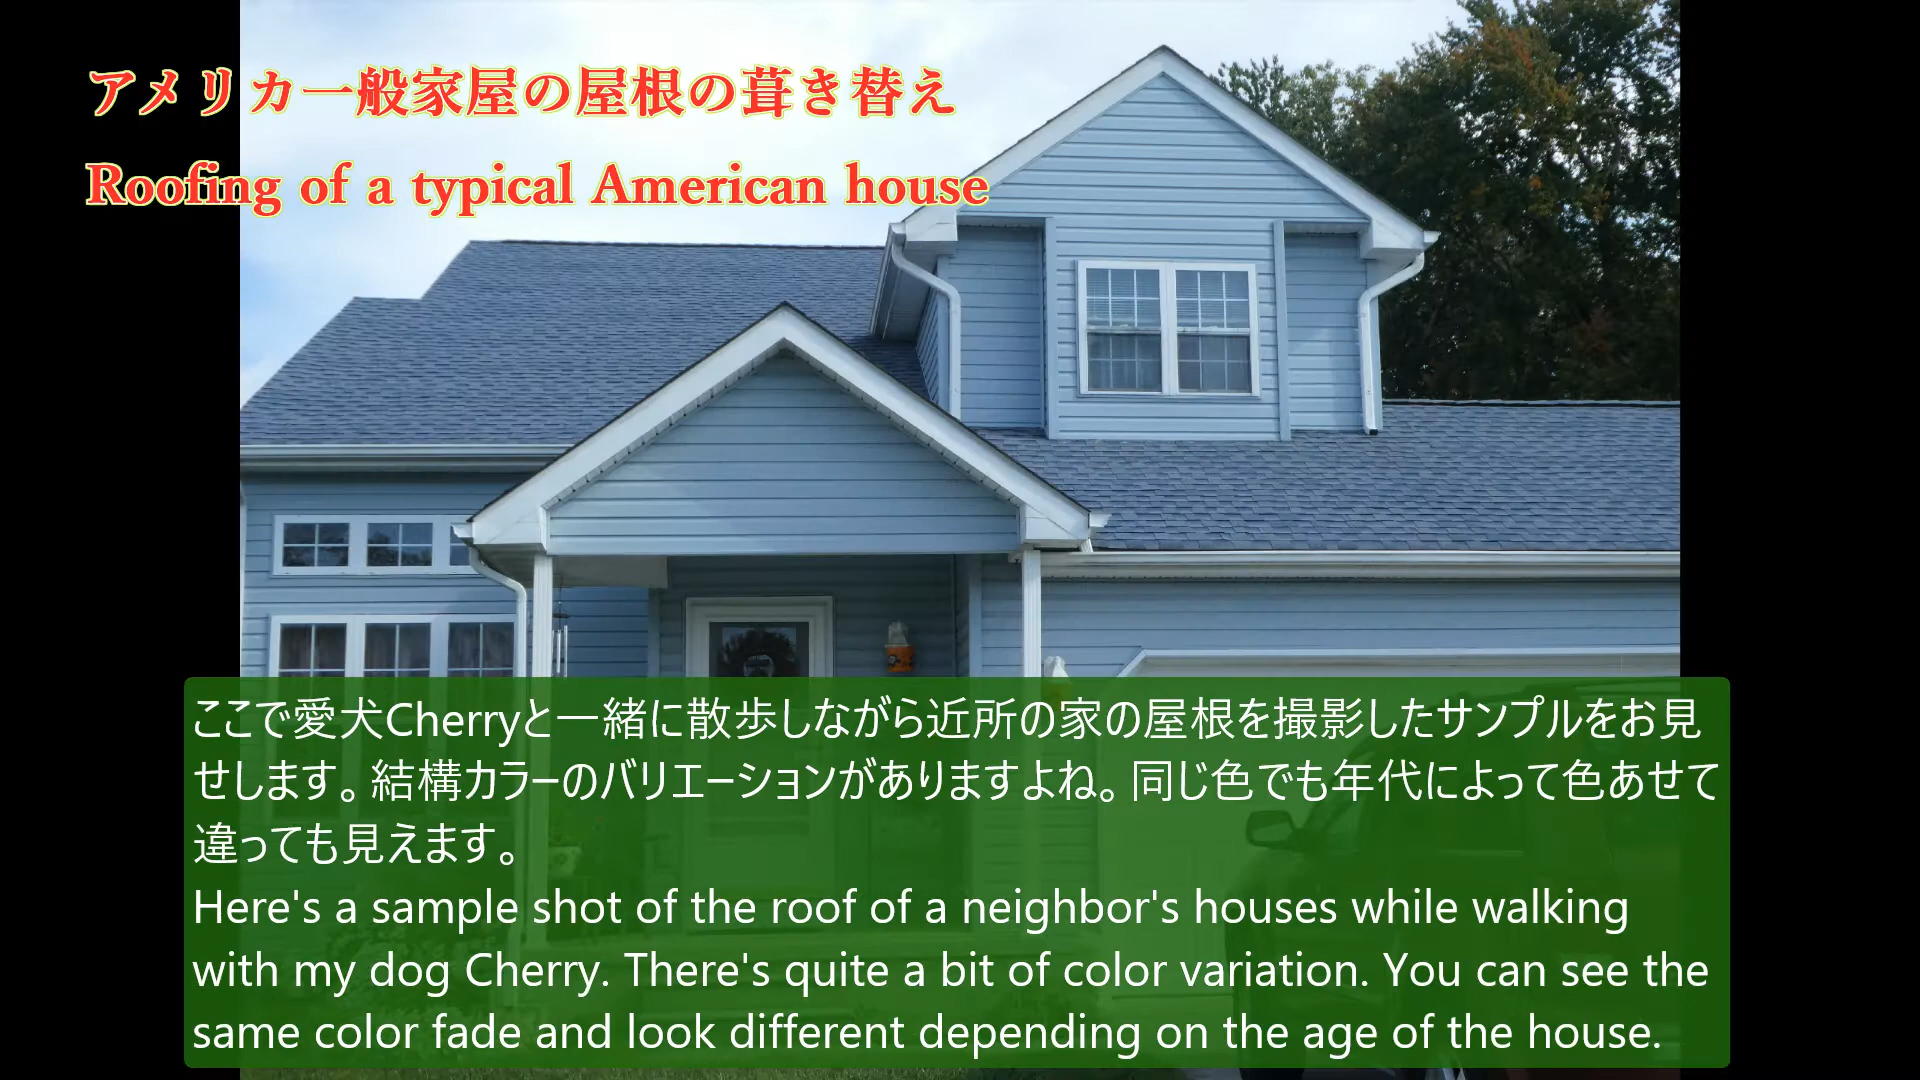 アメリカ一般家屋の屋根の葺き替え
Roofing of a typical American house
ここで愛犬Cherryと一緒に散歩しながら近所の家の屋根を撮影したサンプルをお見
せします。結構カラーのバリエーションがありますよね。同じ色でも年代によって色あせて
違っても見えます。
Here's a sample shot of the roof of a neighbor's houses while walking
with my dog Cherry. There's quite a bit of color variation. You can see the
same color fade and look different depending on the age of the house.